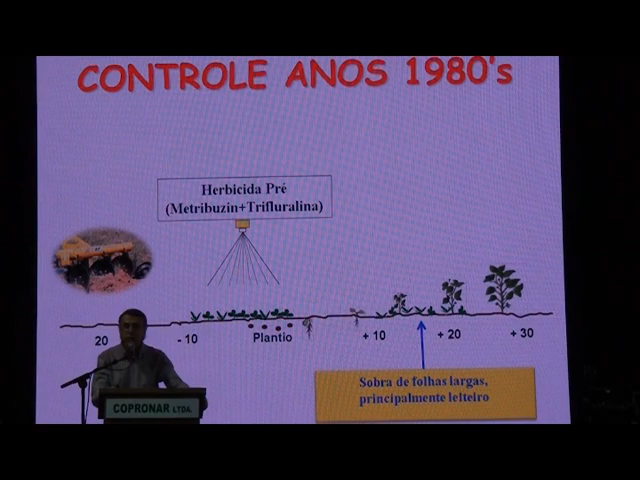 CONTROLE ANOS 1980's
Herbicida Pré
(Metribuzin+Trifluralina)
20
- 10
Plantio
+ 10
+ 20
+ 30
Sobra de folhas largas,
principalmente leiteiro
COPRONAR LTDA.